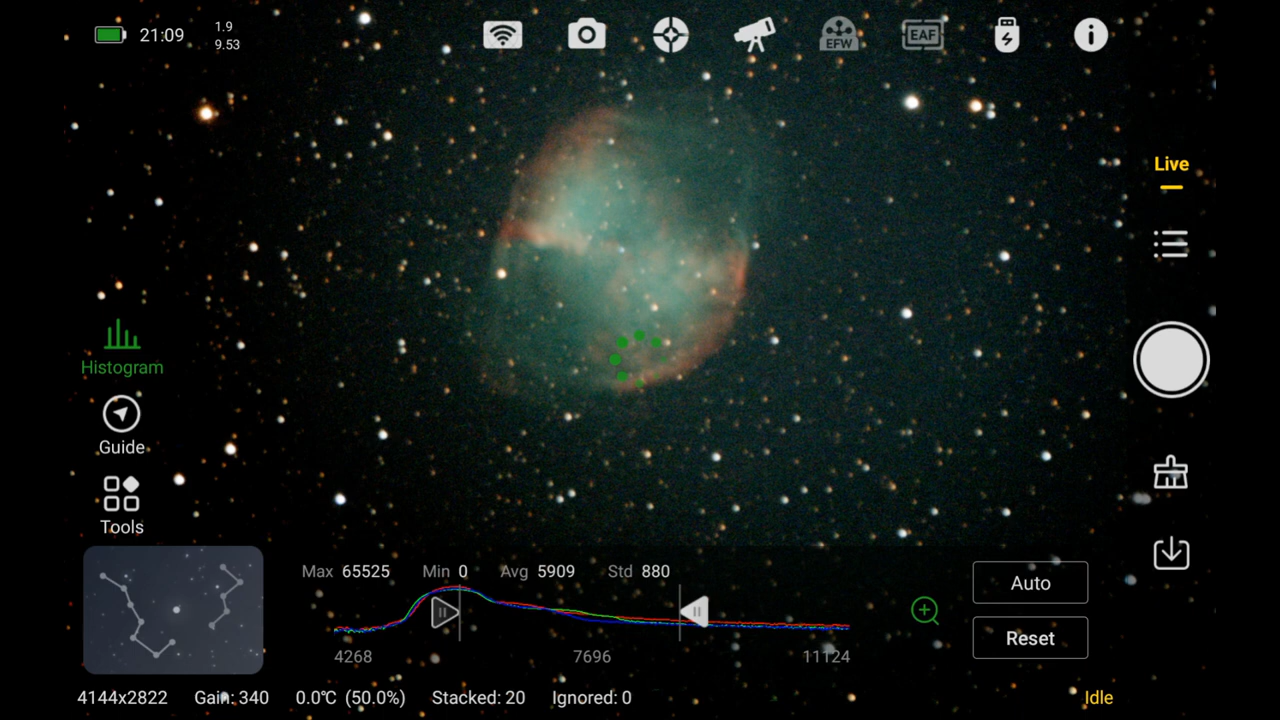 21:09
1.9
9.53
EFW
EAF
Live
Histogram
Guide
Tools
Max 65525 Min 0 Avg 5909 Std 880
4268 7696 11124
Auto
Reset
4144x2822 Gain: 340 0.0℃ (50.0%) Stacked: 20 Ignored: 0 Idle